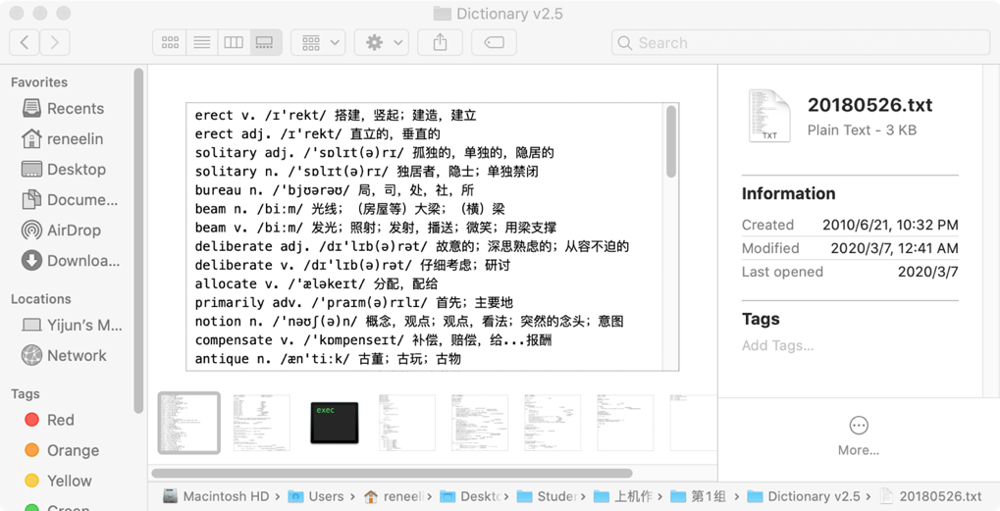 Dictionary v2.5
Search
Favorites
Recents
reneelin
Desktop
Docume...
AirDrop
Downloa...
Locations
Yijun's M...
Network
Tags
Red
Orange
Yellow
Green
erect v. /ɪ'rekt/ 搭建，竖起；建造，建立
erect adj. /ɪ'rekt/ 直立的，垂直的
solitary adj. /'sɒlɪt(ə)rɪ/ 孤独的，单独的，隐居的
solitary n. /'sɒlɪt(ə)rɪ/ 独居者，隐士；单独禁闭
bureau n. /'bjʊərəʊ/ 局，司，处，社，所
beam n. /biːm/ 光线；（房屋等）大梁；（横）梁
beam v. /biːm/ 发光；照射；发射，播送；微笑；用梁支撑
deliberate adj. /dɪ'lɪb(ə)rət/ 故意的；深思熟虑的；从容不迫的
deliberate v. /dɪ'lɪb(ə)rət/ 仔细考虑；研讨
allocate v. /'æləkeɪt/ 分配，配给
primarily adv. /'praɪm(ə)rɪlɪ/ 首先；主要地
notion n. /'nəʊʃ(ə)n/ 概念，观点；观点，看法；突然的念头；意图
compensate v. /'kɒmpenseɪt/ 补偿，赔偿，给...报酬
antique n. /æn'tiːk/ 古董；古玩；古物
exec
TXT
20180526.txt
Plain Text - 3 KB
Information
Created 2010/6/21, 10:32 PM
Modified 2020/3/7, 12:41 AM
Last opened 2020/3/7
Tags
Add Tags...
More...
Macintosh HD › Users › reneeli › Deskto › Studer › 上机作 › 第1组 › Dictionary v2.5 › 20180526.txt